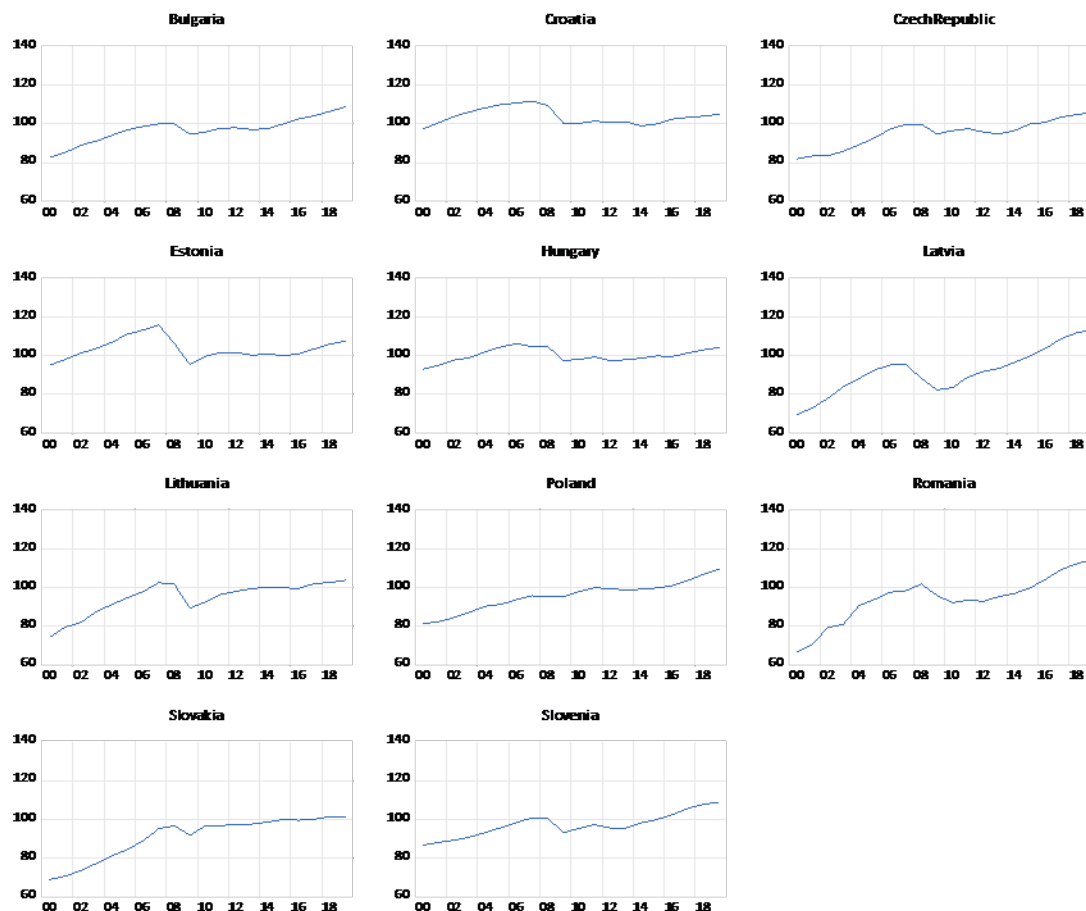 Bulgaria Croatia CzechRepublic
140 140 140
120 120 120
100 100 100
80 80 80
60 60 60
00 02 04 06 08 10 12 14 16 18 00 02 04 06 08 10 12 14 16 18 00 02 04 06 08 10 12 14 16 18
Estonia Hungary Latvia
140 140 140
120 120 120
100 100 100
80 80 80
60 60 60
00 02 04 06 08 10 12 14 16 18 00 02 04 06 08 10 12 14 16 18 00 02 04 06 08 10 12 14 16 18
Lithuania Poland Romania
140 140 140
120 120 120
100 100 100
80 80 80
60 60 60
00 02 04 06 08 10 12 14 16 18 00 02 04 06 08 10 12 14 16 18 00 02 04 06 08 10 12 14 16 18
Slovakia Slovenia
140 140
120 120
100 100
80 80
60 60
00 02 04 06 08 10 12 14 16 18 00 02 04 06 08 10 12 14 16 18